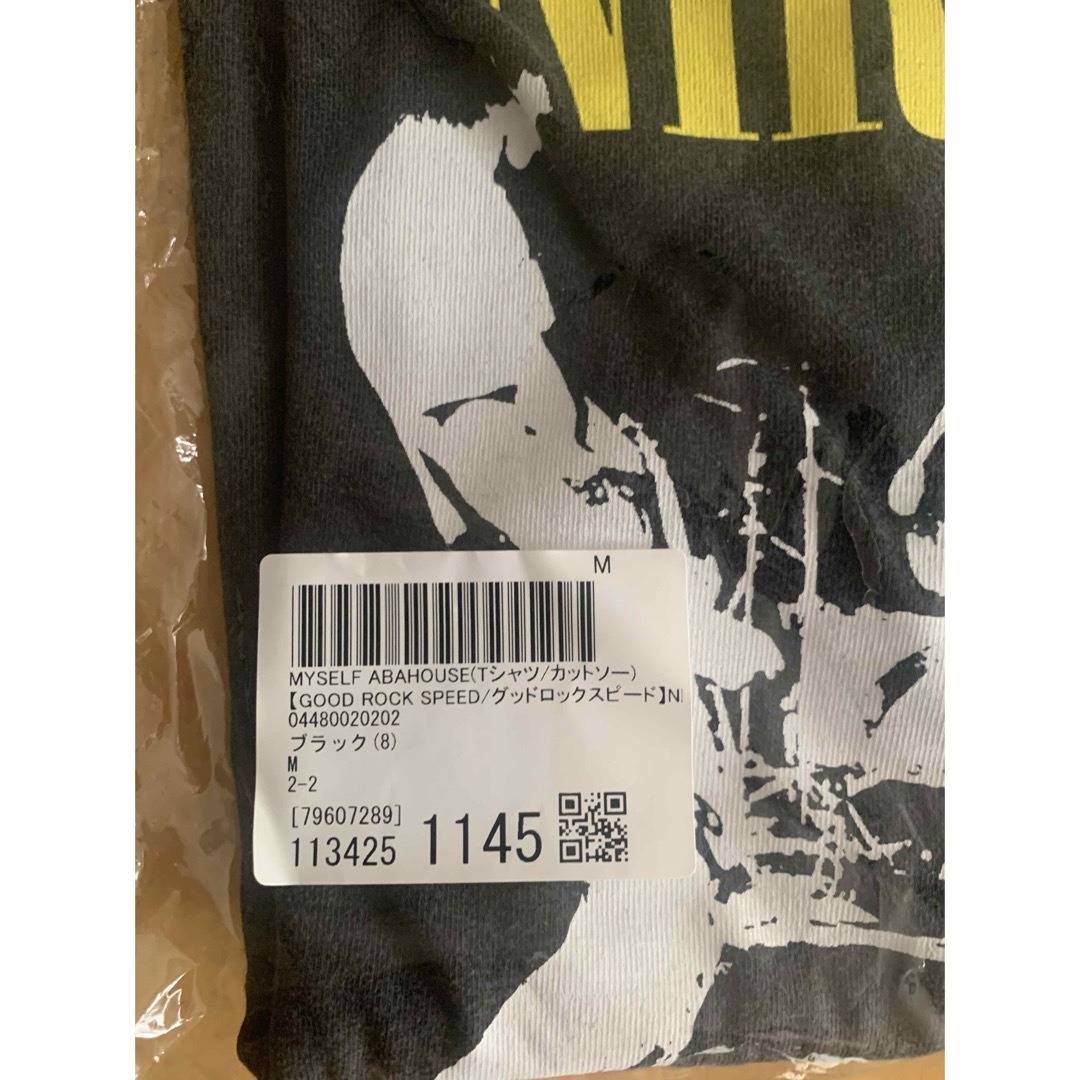 M
MYSELF ABAHOUSE(Tシャツ/カットソー)
【GOOD ROCK SPEED/グッドロックスピード】N
04480020202
ブラック(8)
M
2-2
[79607289]
113425 1145